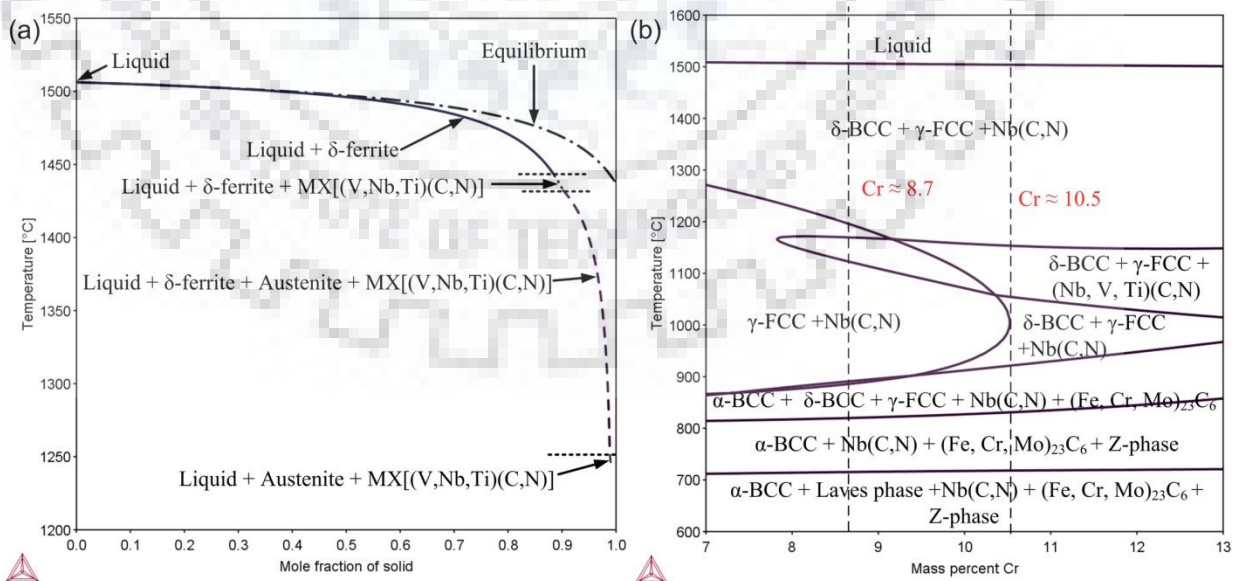 (a)
Temperature [°C]
1550
1500
1450
1400
1350
1300
1250
1200
Liquid
Equilibrium
Liquid + δ-ferrite
Liquid + δ-ferrite + MX[(V,Nb,Ti)(C,N)]
Liquid + δ-ferrite + Austenite + MX[(V,Nb,Ti)(C,N)]
Liquid + Austenite + MX[(V,Nb,Ti)(C,N)]
0.0 0.1 0.2 0.3 0.4 0.5 0.6 0.7 0.8 0.9 1.0
Mole fraction of solid
(b)
Temperature [°C]
1600
1500
1400
1300
1200
1100
1000
900
800
700
600
Liquid
δ-BCC + γ-FCC +Nb(C,N)
Cr ≈ 8.7
Cr ≈ 10.5
δ-BCC + γ-FCC +
(Nb, V, Ti)(C,N)
γ-FCC +Nb(C,N)
δ-BCC + γ-FCC
+Nb(C,N)
α-BCC + δ-BCC + γ-FCC + Nb(C,N) + (Fe, Cr, Mo)₂₃C₆
α-BCC + Nb(C,N) + (Fe, Cr, Mo)₂₃C₆ + Z-phase
α-BCC + Laves phase +Nb(C,N) + (Fe, Cr, Mo)₂₃C₆ +
Z-phase
7 8 9 10 11 12 13
Mass percent Cr